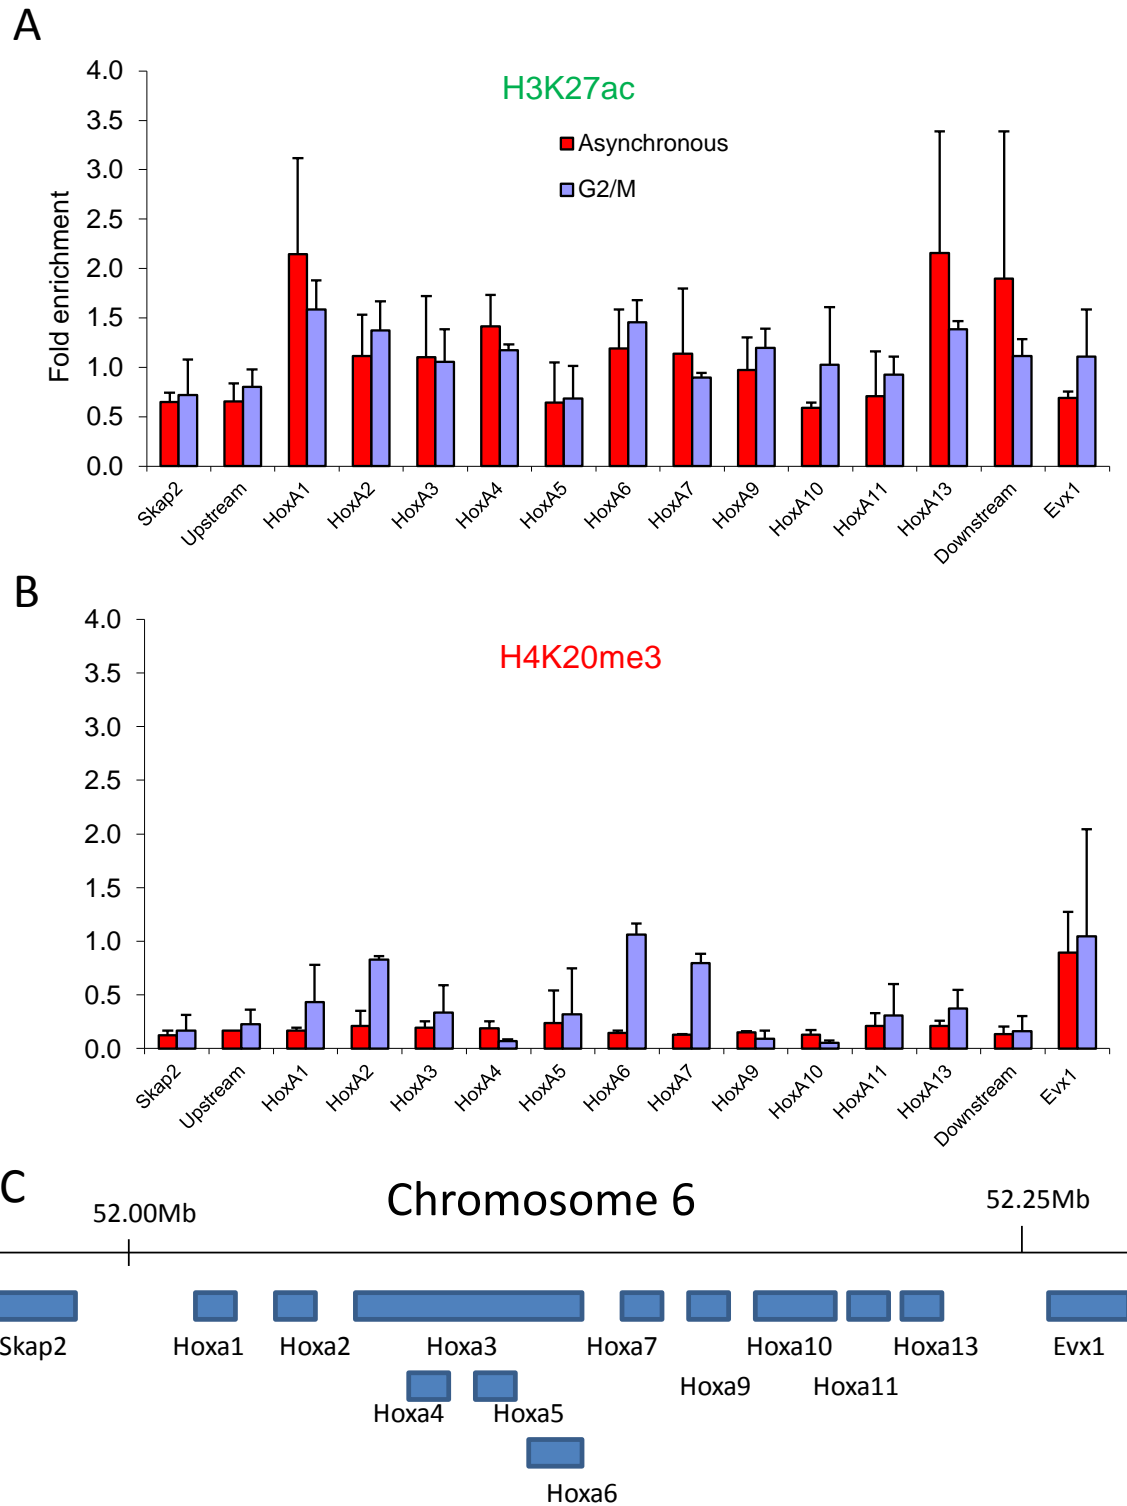 A
H3K27ac
Asynchronous
G2/M
Fold enrichment
4.0
3.5
3.0
2.5
2.0
1.5
1.0
0.5
0.0
Skap2
Upstream
HoxA1
HoxA2
HoxA3
HoxA4
HoxA5
HoxA6
HoxA7
HoxA9
HoxA10
HoxA11
HoxA13
Downstream
Evx1
B
H4K20me3
4.0
3.5
3.0
2.5
2.0
1.5
1.0
0.5
0.0
Skap2
Upstream
HoxA1
HoxA2
HoxA3
HoxA4
HoxA5
HoxA6
HoxA7
HoxA9
HoxA10
HoxA11
HoxA13
Downstream
Evx1
C
Chromosome 6
52.00Mb
52.25Mb
Skap2
Hoxa1
Hoxa2
Hoxa3
Hoxa7
Hoxa10
Hoxa13
Evx1
Hoxa9
Hoxa11
Hoxa4
Hoxa5
Hoxa6